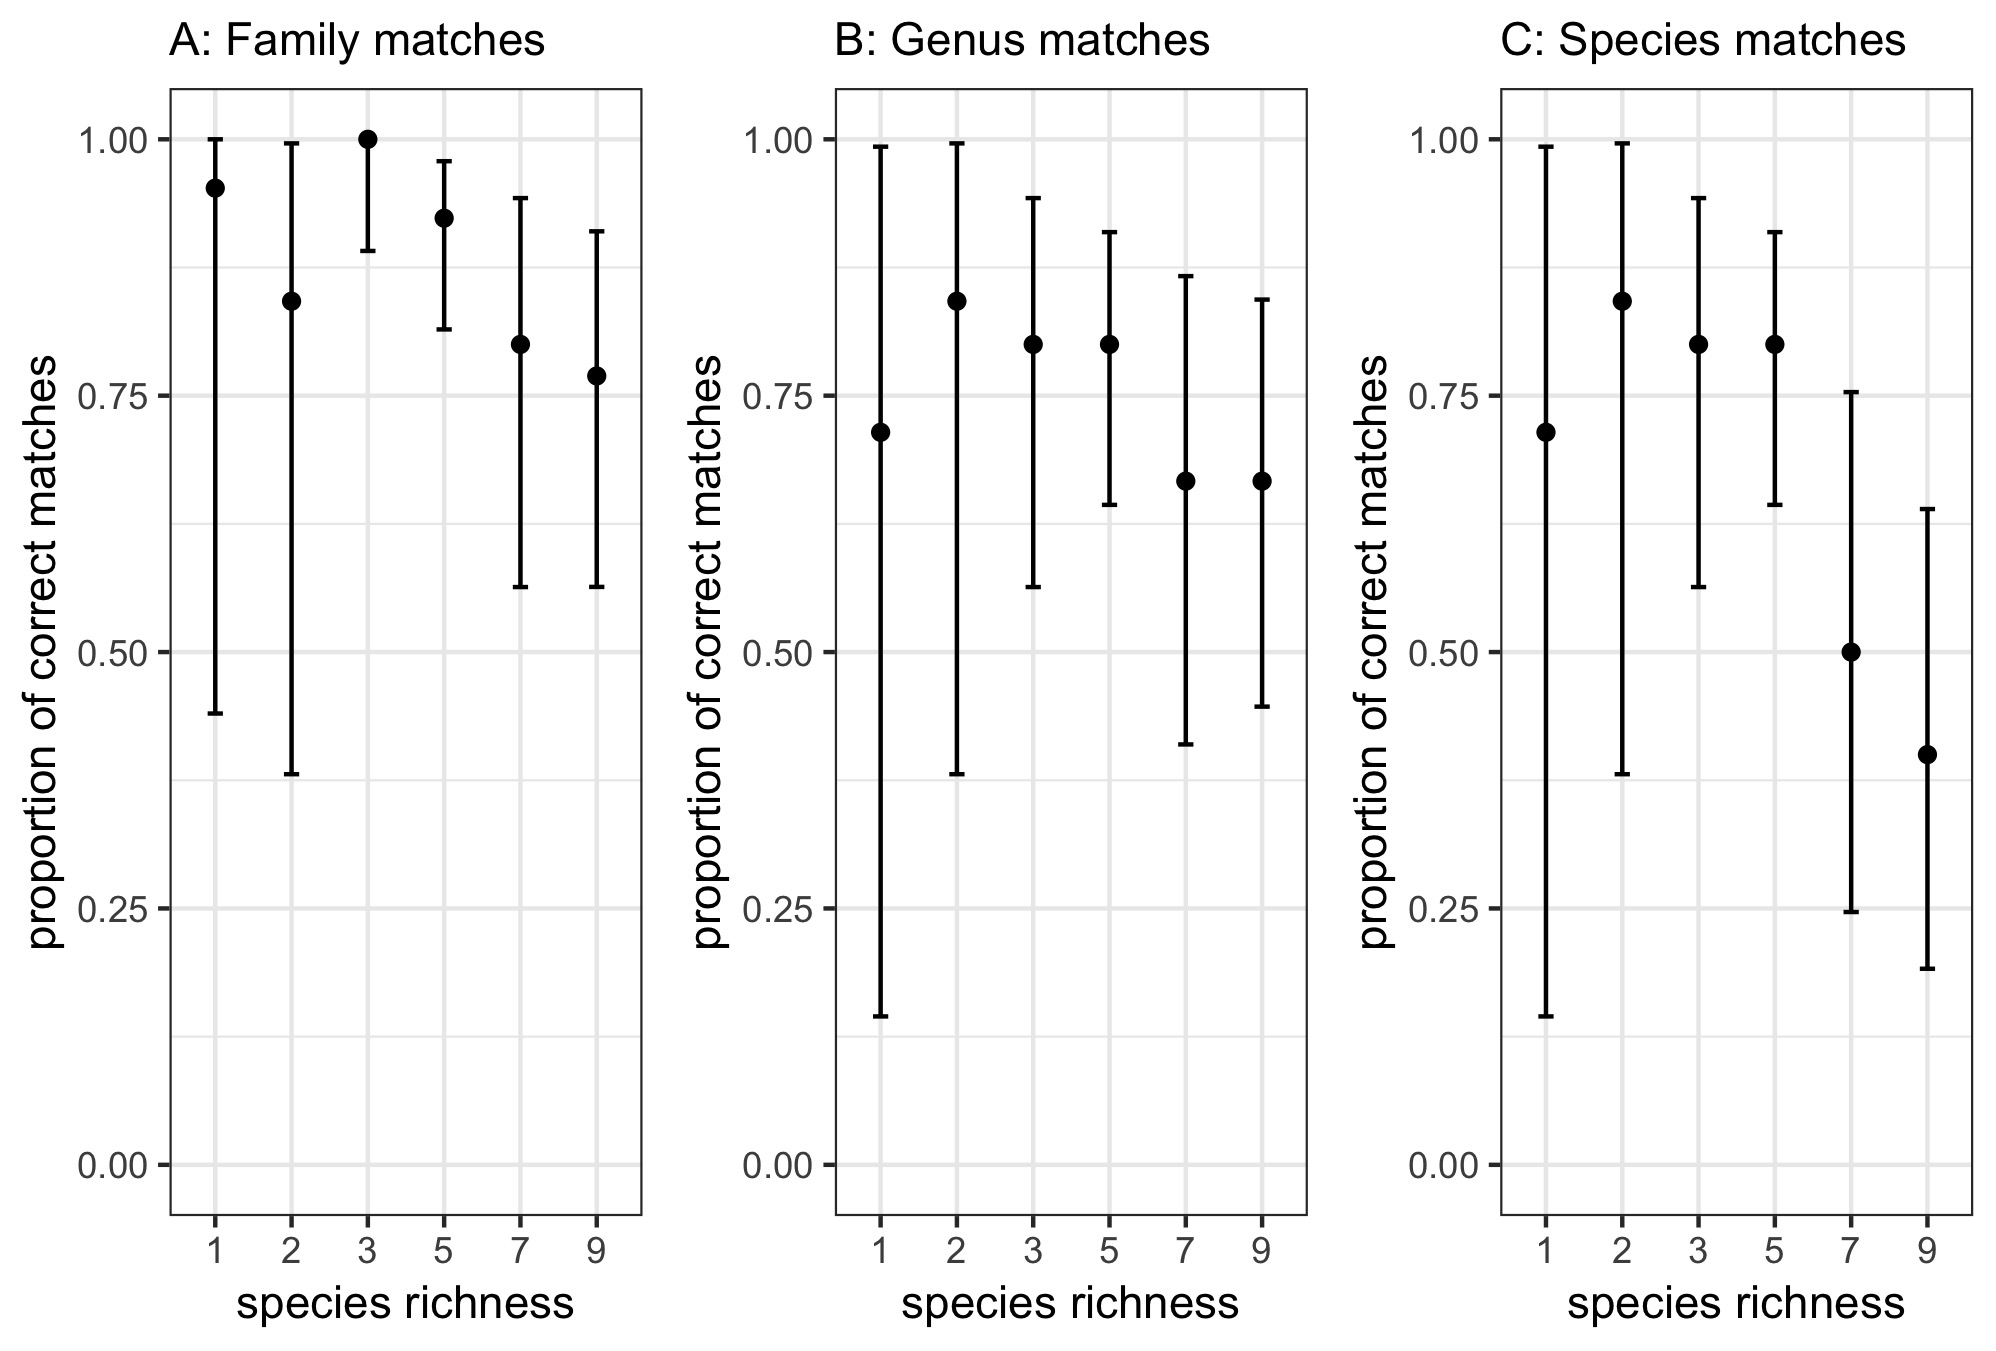 A: Family matches
proportion of correct matches
1.00
0.75
0.50
0.25
0.00
1 2 3 5 7 9
species richness
B: Genus matches
proportion of correct matches
1.00
0.75
0.50
0.25
0.00
1 2 3 5 7 9
species richness
C: Species matches
proportion of correct matches
1.00
0.75
0.50
0.25
0.00
1 2 3 5 7 9
species richness